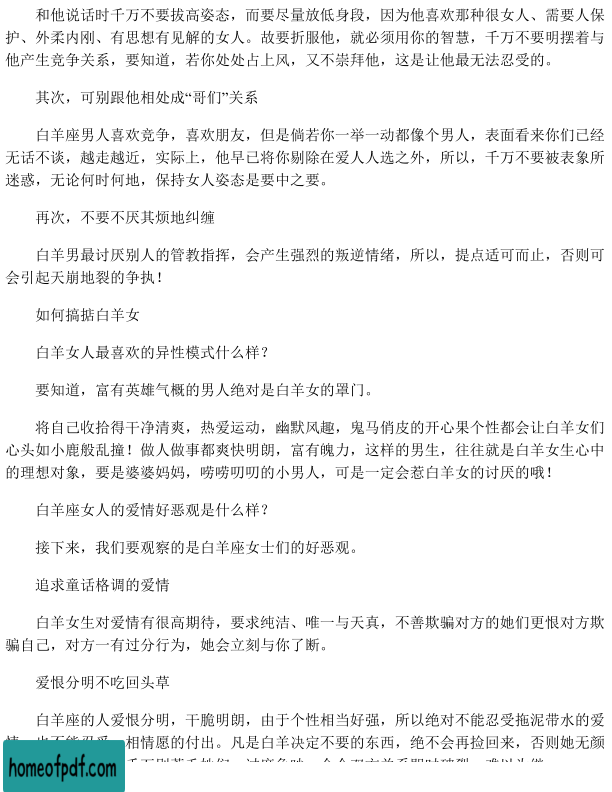 和他说话时千万不要拔高姿态，而要尽量放低身段，因为他喜欢那种很女人、需要人保
护、外柔内刚、有思想有见解的女人。故要折服他，就必须用你的智慧，千万不要明摆着与
他产生竞争关系，要知道，若你处处占上风，又不崇拜他，这是让他最无法忍受的。
其次，可别跟他相处成“哥们”关系
白羊座男人喜欢竞争，喜欢朋友，但是倘若你一举一动都像个男人，表面看来你们已经
无话不谈，越走越近，实际上，他早已将你剔除在爱人人选之外，所以，千万不要被表象所
迷惑，无论何时何地，保持女人姿态是要中之要。
再次，不要不厌其烦地纠缠
白羊男最讨厌别人的管教指挥，会产生强烈的叛逆情绪，所以，提点适可而止，否则可
会引起天崩地裂的争执！
如何搞掂白羊女
白羊女人最喜欢的异性模式什么样？
要知道，富有英雄气概的男人绝对是白羊女的罩门。
将自己收拾得干净清爽，热爱运动，幽默风趣，鬼马俏皮的开心果个性都会让白羊女们
心头如小鹿般乱撞！做人做事都爽快明朗，富有魄力，这样的男生，往往就是白羊女生心中
的理想对象，要是婆婆妈妈，唠唠叨叨的小男人，可是一定会惹白羊女的讨厌的哦！
白羊座女人的爱情好恶观是什么样？
接下来，我们要观察的是白羊座女士们的好恶观。
追求童话格调的爱情
白羊女生对爱情有很高期待，要求纯洁、唯一与天真，不善欺骗对方的她们更恨对方欺
骗自己，对方一有过分行为，她会立刻与你了断。
爱恨分明不吃回头草
白羊座的人爱恨分明，干脆明朗，由于个性相当好强，所以绝对不能忍受拖泥带水的爱
相情愿的付出。凡是白羊决定不要的东西，绝不会再捡回来，否则她无颜
homeofpdf.com